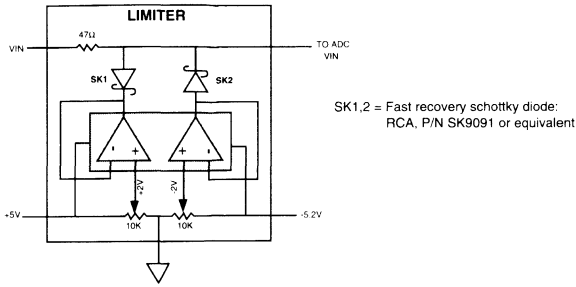 LIMITER
47Ω
VIN
TO ADC
VIN
SK1
SK2
SK1,2 = Fast recovery schottky diode:
RCA, P/N SK9091 or equivalent
- + + -
+2V
-2V
+5V
-5.2V
10K
10K